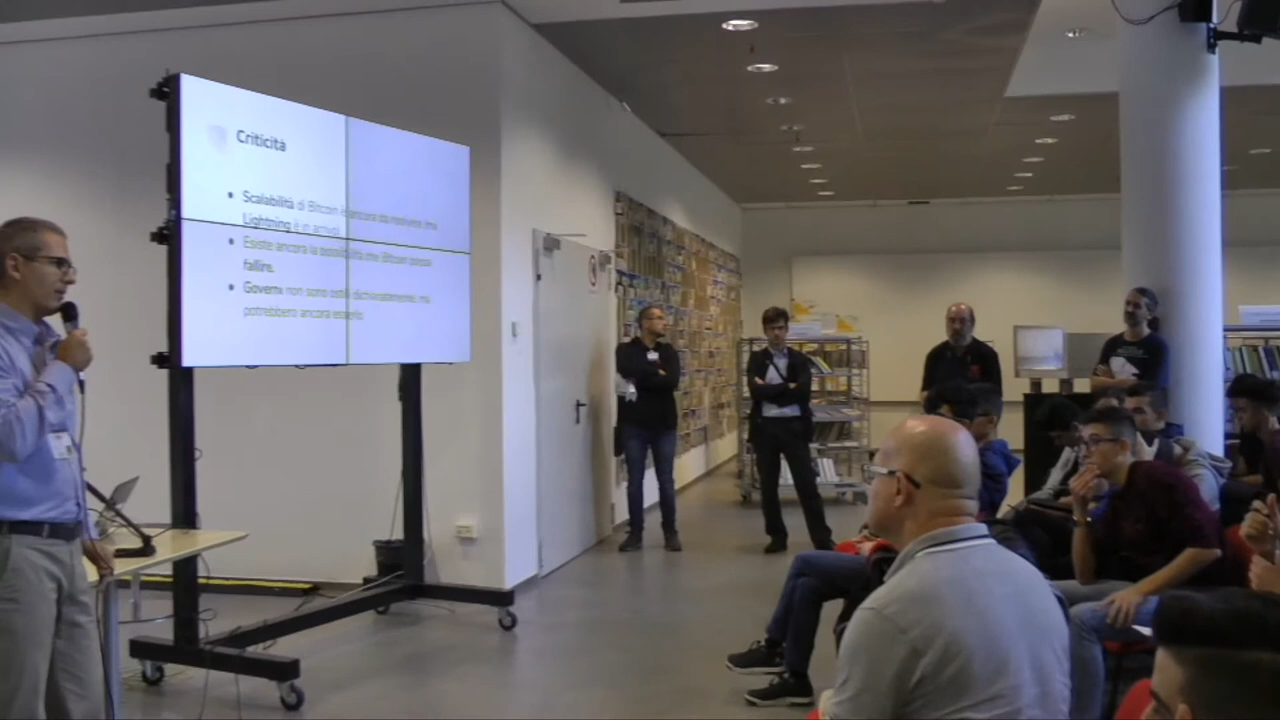 Criticità
• Scalabilità di Bitcoin è ancora da risolvere (ma
Lightning è in arrivo).
• Esiste ancora la possibilità che Bitcoin possa
fallire.
• Governi non sono ostili dichiaratamente, ma
potrebbero ancora esserlo